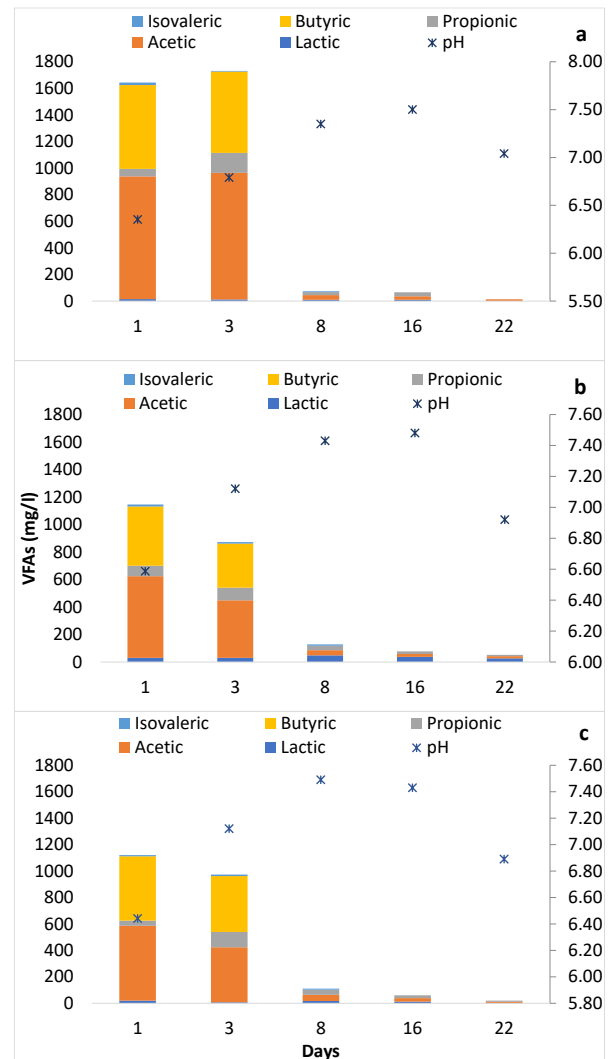 Isovaleric Butyric Propionic a
Acetic Lactic pH
1800 8.00
1600
1400 7.50
1200
1000 7.00
800
600 6.50
400 6.00
200
0 5.50
1 3 8 16 22
Isovaleric Butyric Propionic b
Acetic Lactic pH
1800 7.60
1600 7.40
1400
1200 7.20
1000 7.00
800 6.80
600 6.60
400 6.40
200 6.20
0 6.00
VFAs (mg/l)
1 3 8 16 22
Isovaleric Butyric Propionic c
Acetic Lactic pH
1800 7.60
1600 7.40
1400 7.20
1200 7.00
1000 6.80
800 6.60
600 6.40
400 6.20
200 6.00
0 5.80
1 3 8 16 22
Days